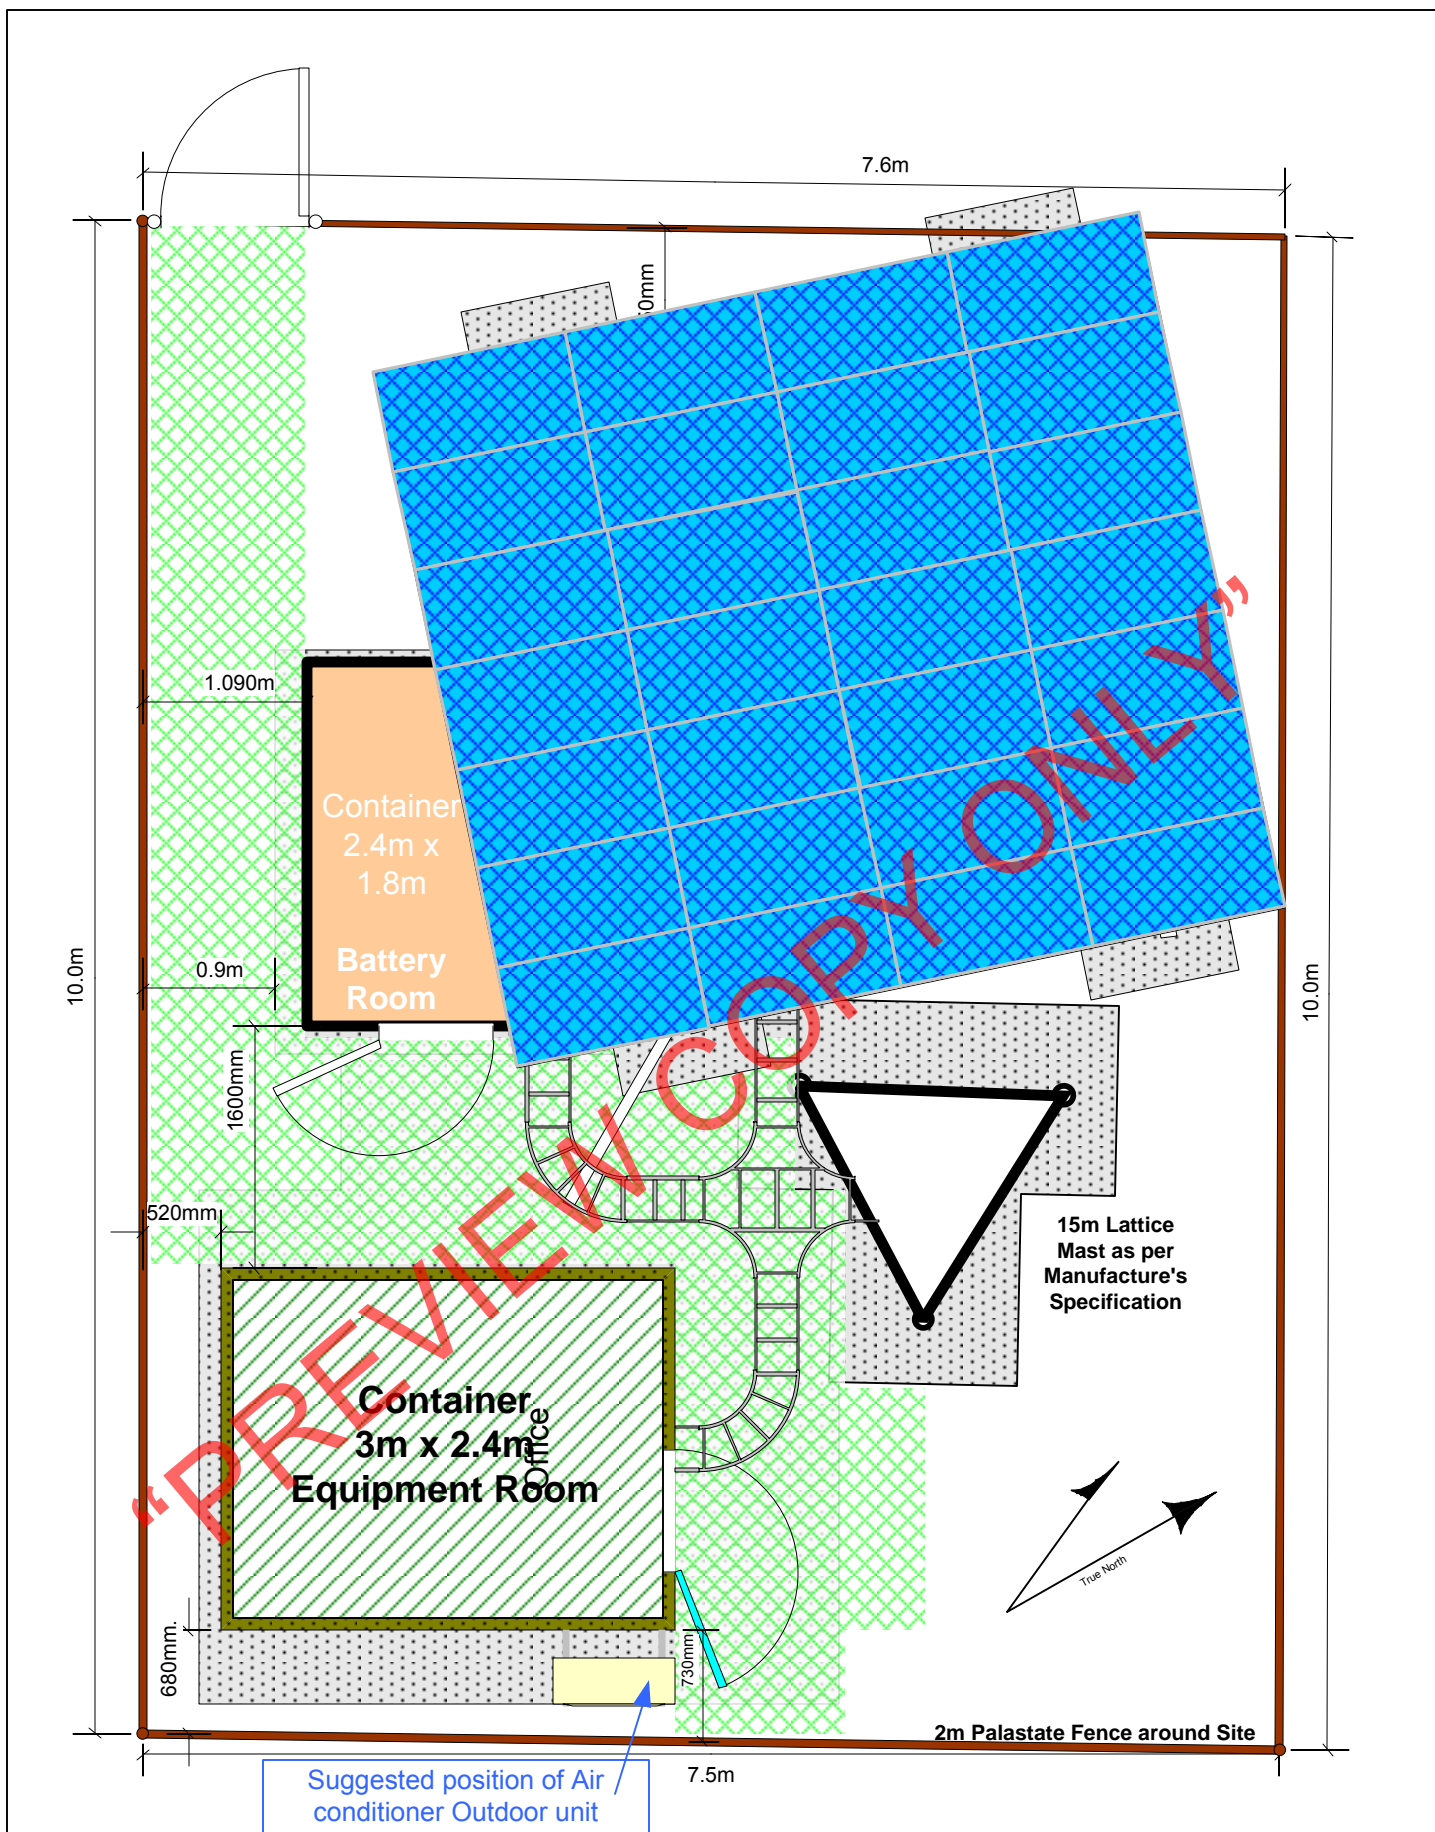 7.6m
0mm
1.090m
Container
2.4m x
1.8m
Battery
Room
0.9m
10.0m
10.0m
1600mm
520mm
15m Lattice
Mast as per
Manufacture's
Specification
Container
3m x 2.4m
Equipment Room
Office
True North
680mm.
730mm
2m Palastate Fence around Site
7.5m
Suggested position of Air
conditioner Outdoor unit
“PREVIEW COPY ONLY”